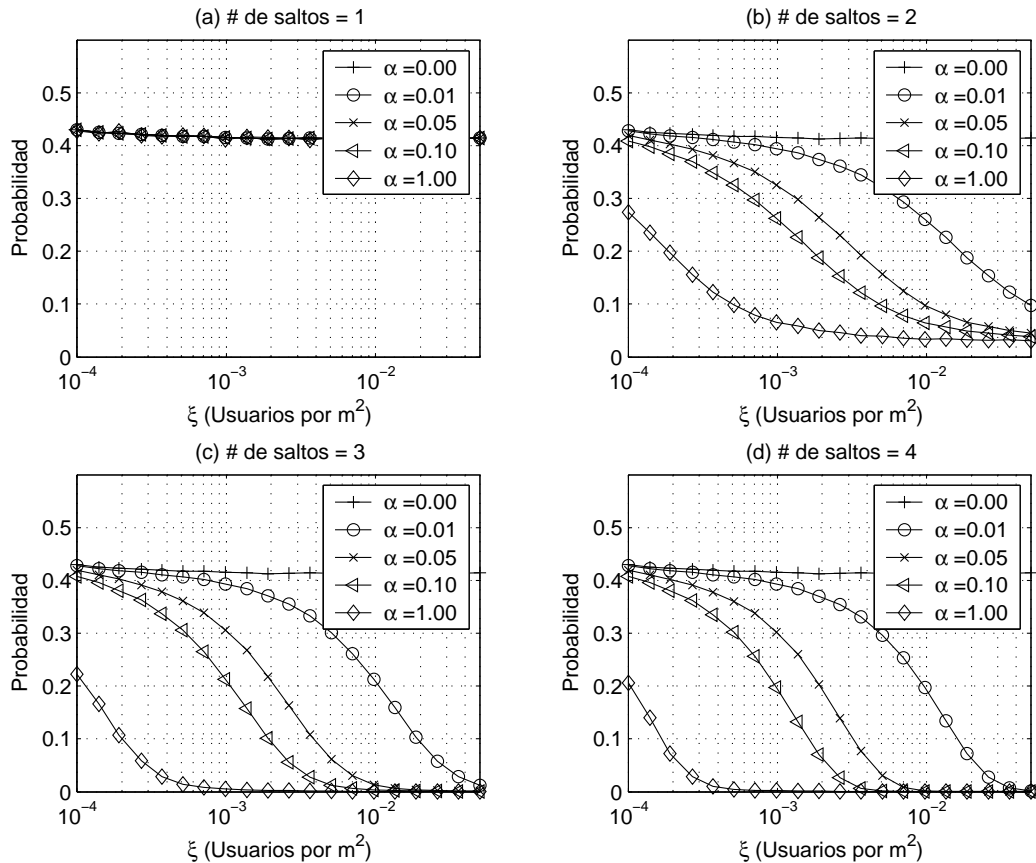 (a) # de saltos = 1
Probabilidad
0.5
0.4
0.3
0.2
0.1
0
10⁻⁴
10⁻³
10⁻²
ξ (Usuarios por m²)
α =0.00
α =0.01
α =0.05
α =0.10
α =1.00
(b) # de saltos = 2
Probabilidad
0.5
0.4
0.3
0.2
0.1
0
10⁻⁴
10⁻³
10⁻²
ξ (Usuarios por m²)
α =0.00
α =0.01
α =0.05
α =0.10
α =1.00
(c) # de saltos = 3
Probabilidad
0.5
0.4
0.3
0.2
0.1
0
10⁻⁴
10⁻³
10⁻²
ξ (Usuarios por m²)
α =0.00
α =0.01
α =0.05
α =0.10
α =1.00
(d) # de saltos = 4
Probabilidad
0.5
0.4
0.3
0.2
0.1
0
10⁻⁴
10⁻³
10⁻²
ξ (Usuarios por m²)
α =0.00
α =0.01
α =0.05
α =0.10
α =1.00